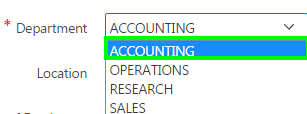 * Department ACCOUNTING
ACCOUNTING
Location OPERATIONS
RESEARCH
SALES